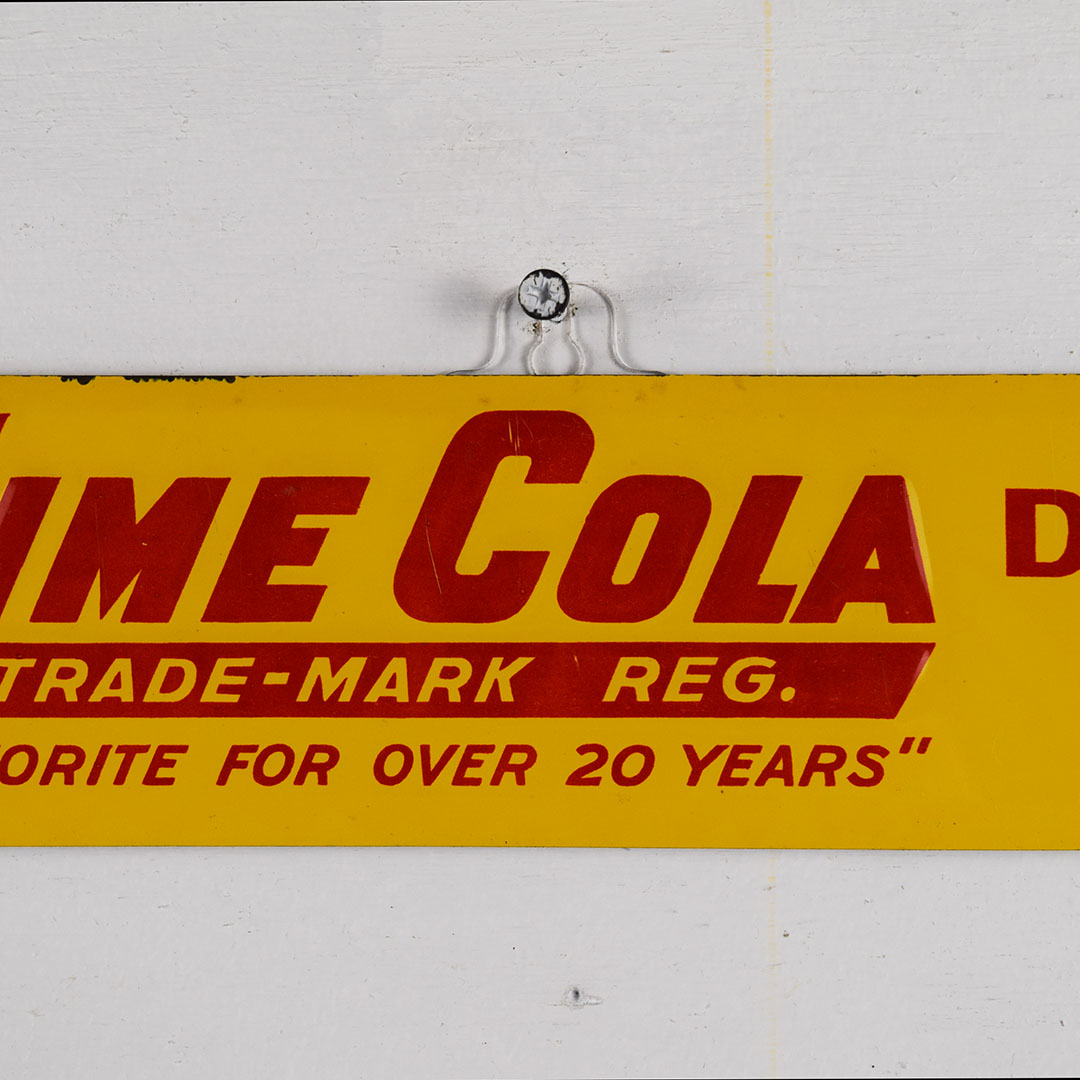 IME COLA
TRADE-MARK REG.
ORITE FOR OVER 20 YEARS"
D